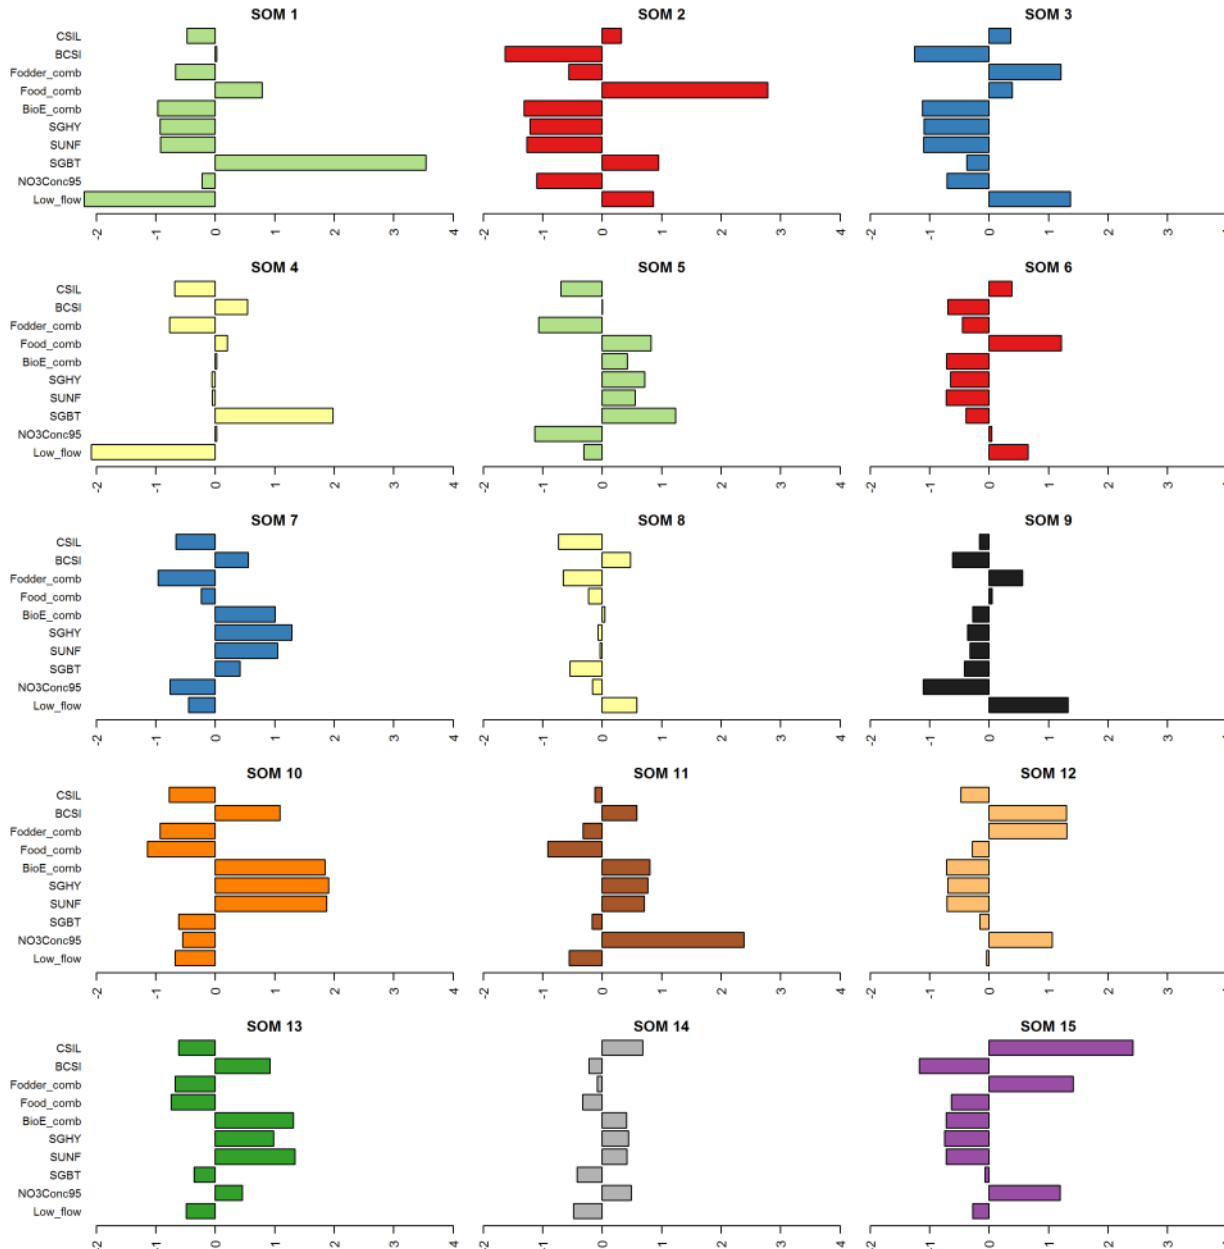 SOM 1 SOM 2 SOM 3
CSIL
BCSI
Fodder_comb
Food_comb
BioE_comb
SGHY
SUNF
SGBT
NO3Conc95
Low_flow
-2 -1 0 1 2 3 4 -2 -1 0 1 2 3 4 -2 -1 0 1 2 3 4
SOM 4 SOM 5 SOM 6
CSIL
BCSI
Fodder_comb
Food_comb
BioE_comb
SGHY
SUNF
SGBT
NO3Conc95
Low_flow
-2 -1 0 1 2 3 4 -2 -1 0 1 2 3 4 -2 -1 0 1 2 3 4
SOM 7 SOM 8 SOM 9
CSIL
BCSI
Fodder_comb
Food_comb
BioE_comb
SGHY
SUNF
SGBT
NO3Conc95
Low_flow
-2 -1 0 1 2 3 4 -2 -1 0 1 2 3 4 -2 -1 0 1 2 3 4
SOM 10 SOM 11 SOM 12
CSIL
BCSI
Fodder_comb
Food_comb
BioE_comb
SGHY
SUNF
SGBT
NO3Conc95
Low_flow
-2 -1 0 1 2 3 4 -2 -1 0 1 2 3 4 -2 -1 0 1 2 3 4
SOM 13 SOM 14 SOM 15
CSIL
BCSI
Fodder_comb
Food_comb
BioE_comb
SGHY
SUNF
SGBT
NO3Conc95
Low_flow
-2 -1 0 1 2 3 4 -2 -1 0 1 2 3 4 -2 -1 0 1 2 3 4